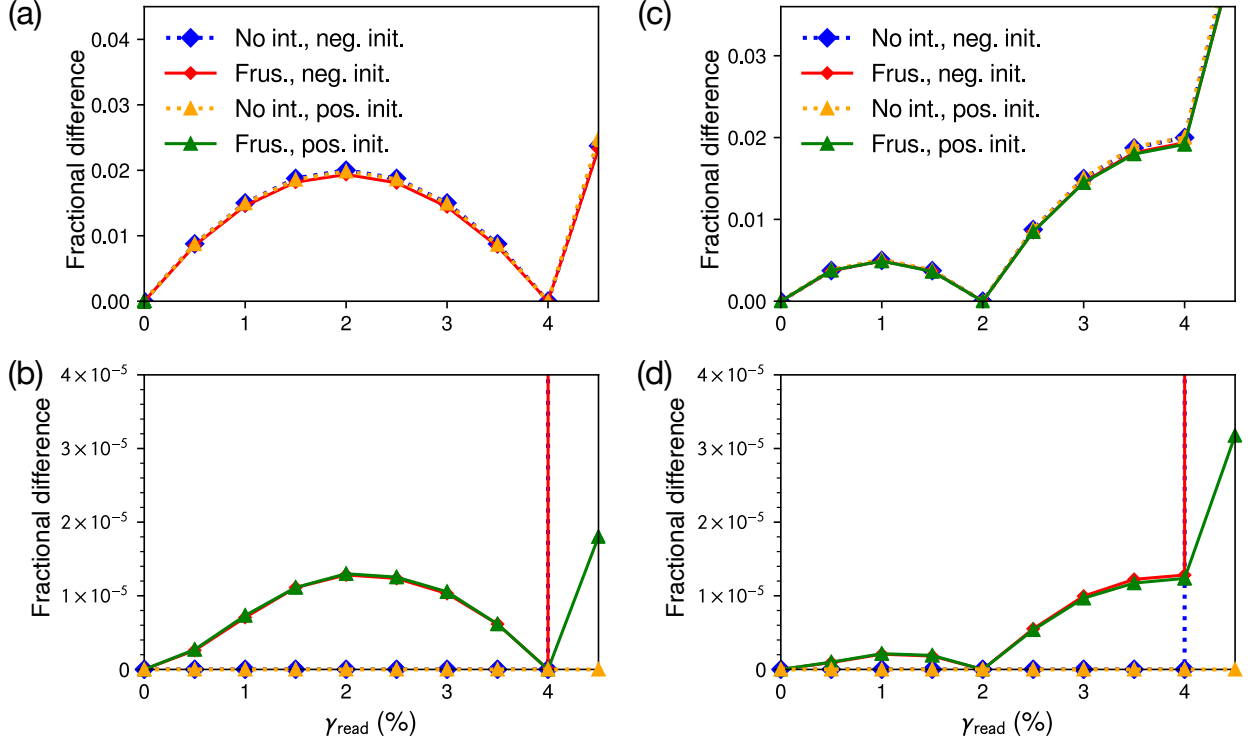 (a)
Fractional difference
0.04
0.03
0.02
0.01
0.00
No int., neg. init.
Frus., neg. init.
No int., pos. init.
Frus., pos. init.
0 1 2 3 4
(c)
Fractional difference
0.03
0.02
0.01
0.00
No int., neg. init.
Frus., neg. init.
No int., pos. init.
Frus., pos. init.
0 1 2 3 4
(b)
Fractional difference
4×10⁻⁵
3×10⁻⁵
2×10⁻⁵
1×10⁻⁵
0
0 1 2 3 4
γread (%)
(d)
Fractional difference
4×10⁻⁵
3×10⁻⁵
2×10⁻⁵
1×10⁻⁵
0
0 1 2 3 4
γread (%)